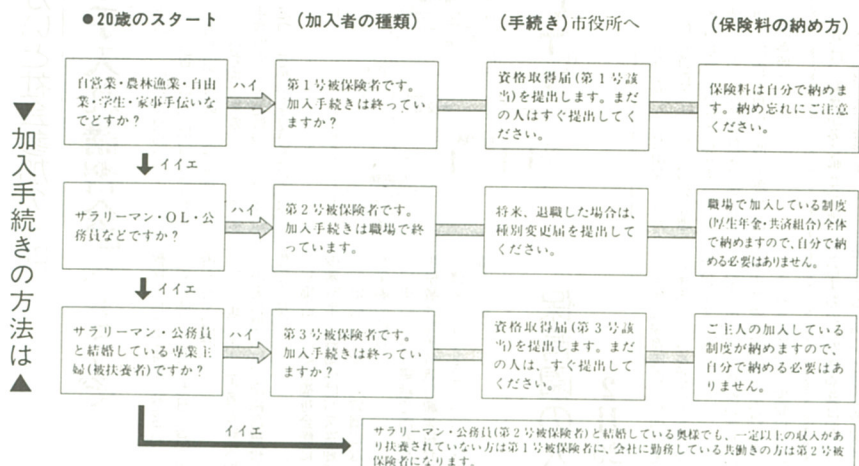 ●20歳のスタート
(加入者の種類)
(手続き)市役所へ
(保険料の納め方)
▼加入手続きの方法は▲
自営業・農林漁業・自由
業・学生・家事手伝いな
でどすか?
ハイ
第1号被保険者です。
加入手続きは終ってい
ますか?
資格取得届(第1号該
当)を提出します。まだ
の人はすぐ提出してく
ださい。
保険料は自分で納めま
す。納め忘れにご注意
ください。
イイエ
サラリーマン・OL・公
務員などですか?
ハイ
第2号被保険者です。
加入手続きは職場で終
っています。
将来、退職した場合は、
種別変更届を提出して
ください。
職場で加入している制度
(厚生年金・共済組合)全体
で納めますので、自分で納
める必要はありません。
イイエ
サラリーマン・公務員
と結婚している専業主
婦(被扶養者)ですか?
ハイ
第3号被保険者です。
加入手続きは終ってい
ますか?
資格取得届(第3号該
当)を提出します。まだ
の人は、すぐ提出して
ください。
ご主人の加入している
制度が納めますので、
自分で納める必要はあ
りません。
イイエ
サラリーマン・公務員(第2号被保険者)と結婚している奥様でも、一定以上の収入があ
り扶養されていない方は第1号被保険者に、会社に勤務している共働きの方は第2号被
保険者になります。